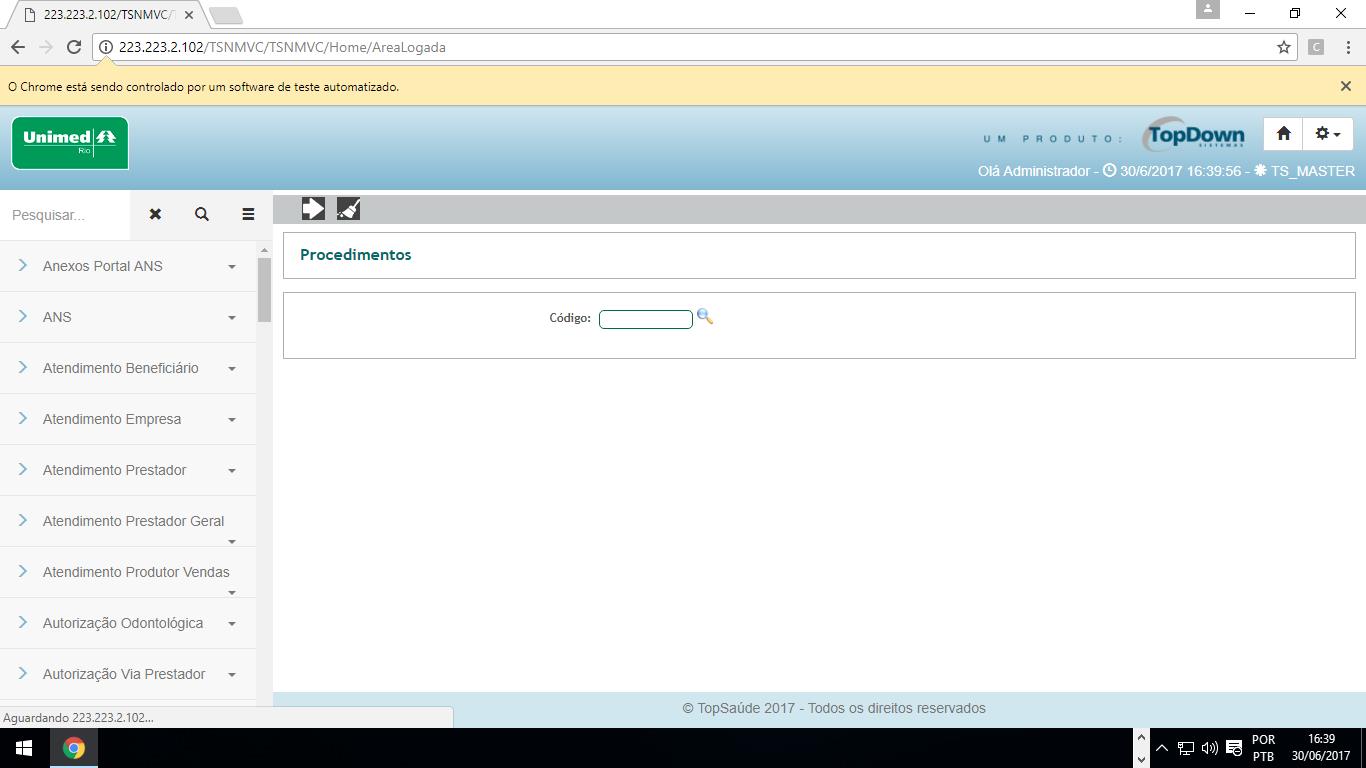 223.223.2.102/TSNMVC/T
223.223.2.102/TSNMVC/TSNMVC/Home/AreaLogada
C
O Chrome está sendo controlado por um software de teste automatizado.
Unimed
Rio
UM PRODUTO:
TopDown
SISTEMAS
Olá Administrador - 30/6/2017 16:39:56 - TS_MASTER
Pesquisar...
Procedimentos
Código:
Anexos Portal ANS
ANS
Atendimento Beneficiário
Atendimento Empresa
Atendimento Prestador
Atendimento Prestador Geral
Atendimento Produtor Vendas
Autorização Odontológica
Autorização Via Prestador
© TopSaúde 2017 - Todos os direitos reservados
Aguardando 223.223.2.102...
POR
PTB
16:39
30/06/2017